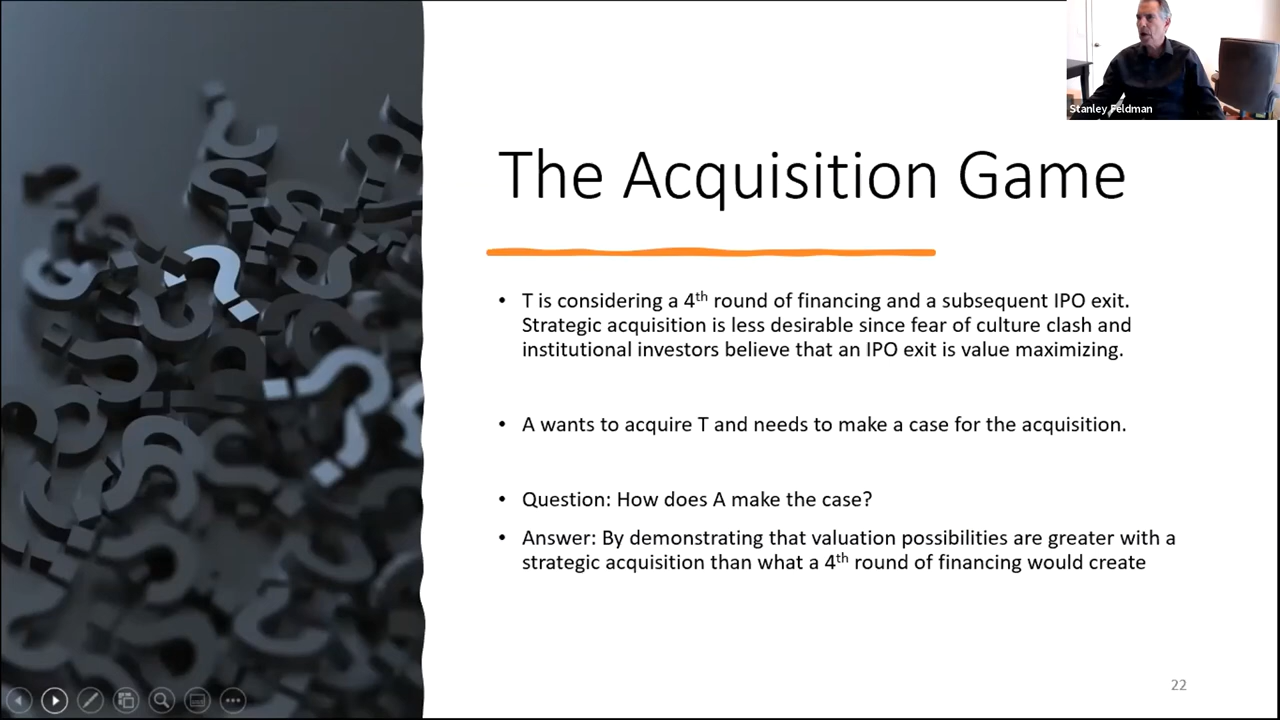 Stanley Feldman
The Acquisition Game
• T is considering a 4th round of financing and a subsequent IPO exit.
Strategic acquisition is less desirable since fear of culture clash and
institutional investors believe that an IPO exit is value maximizing.
• A wants to acquire T and needs to make a case for the acquisition.
• Question: How does A make the case?
• Answer: By demonstrating that valuation possibilities are greater with a
strategic acquisition than what a 4th round of financing would create
22